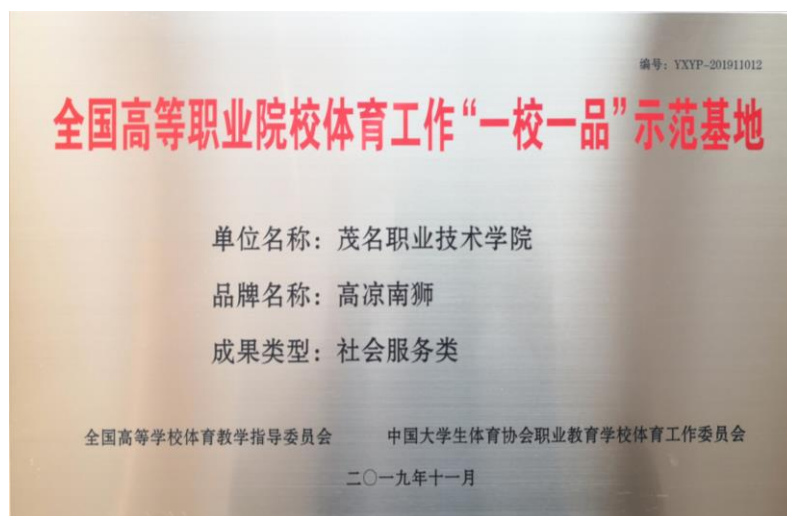 编号：YXYP-201911012
全国高等职业院校体育工作“一校一品”示范基地
单位名称：茂名职业技术学院
品牌名称：高凉南狮
成果类型：社会服务类
全国高等学校体育教学指导委员会 中国大学生体育协会职业教育学校体育工作委员会
二〇一九年十一月